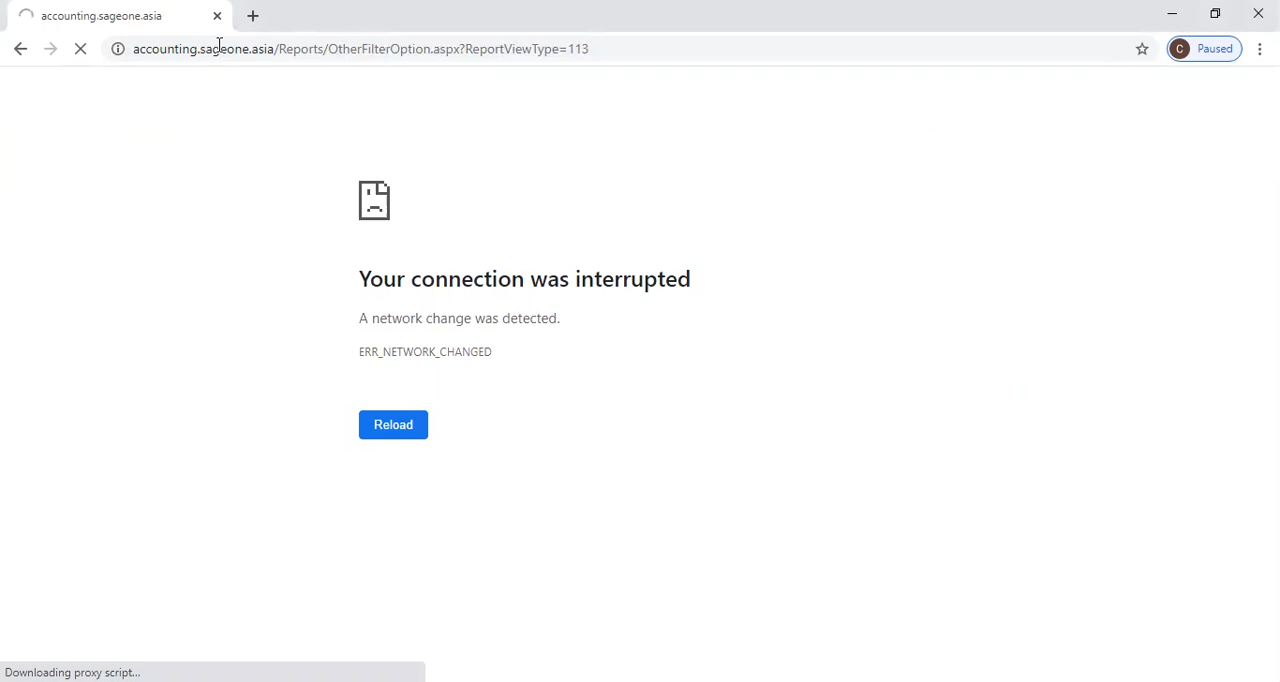 accounting.sageone.asia
accounting.sageone.asia/Reports/OtherFilterOption.aspx?ReportViewType=113
C Paused
Your connection was interrupted
A network change was detected.
ERR_NETWORK_CHANGED
Reload
Downloading proxy script...